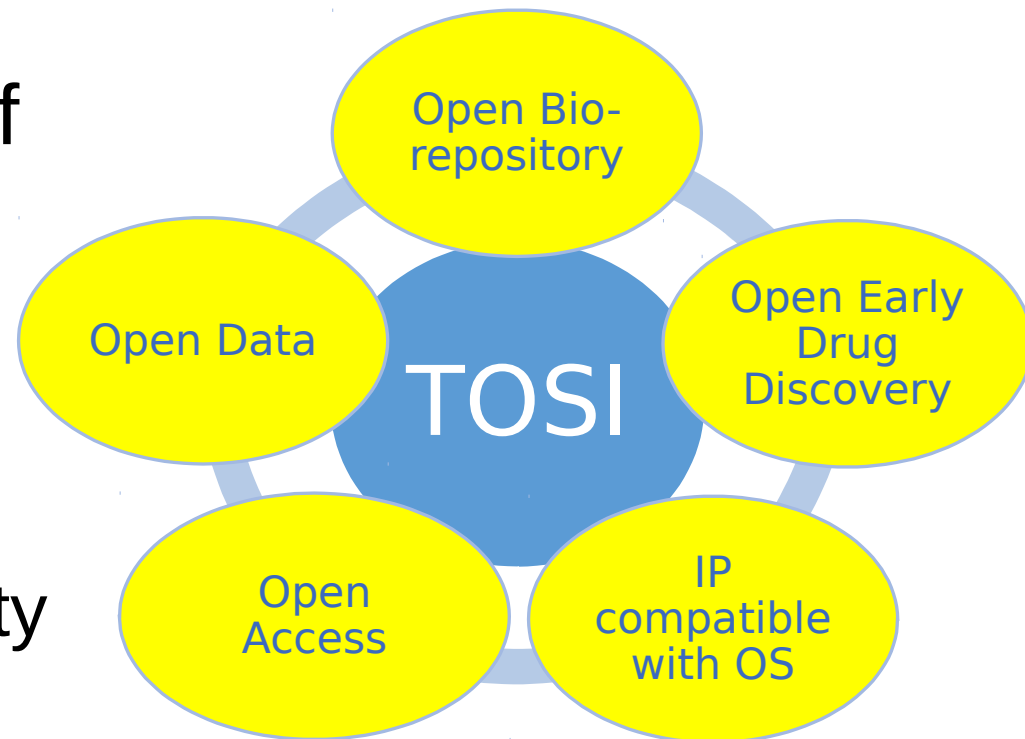 f
Open Bio-
repository
Open Data
Open Early
Drug
Discovery
TOSI
Open
Access
IP
compatible
with OS
ty